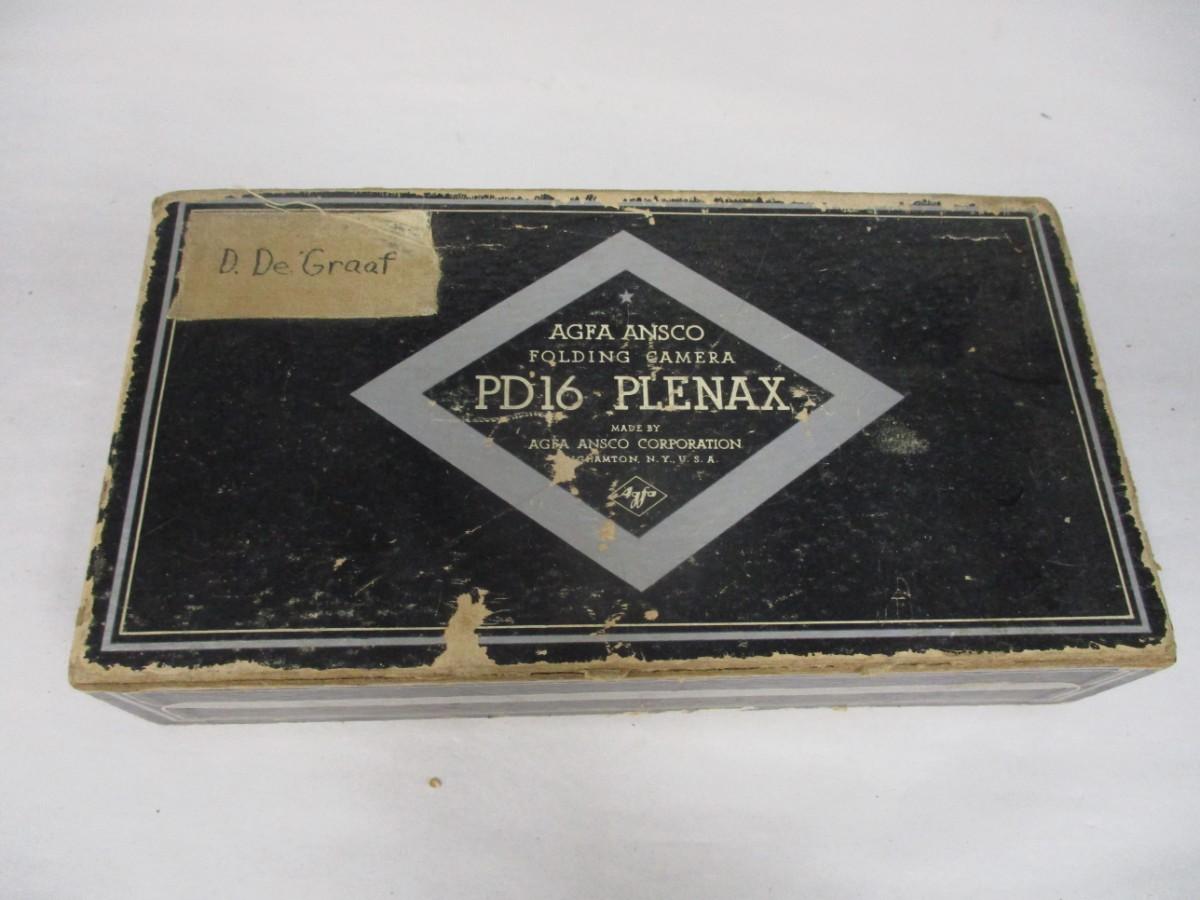 D. De Graaf
AGFA ANSCO
FOLDING CAMERA
PD16 PLENAX
MADE BY
AGFA ANSCO CORPORATION
N.Y., U.S.A.
Agfa